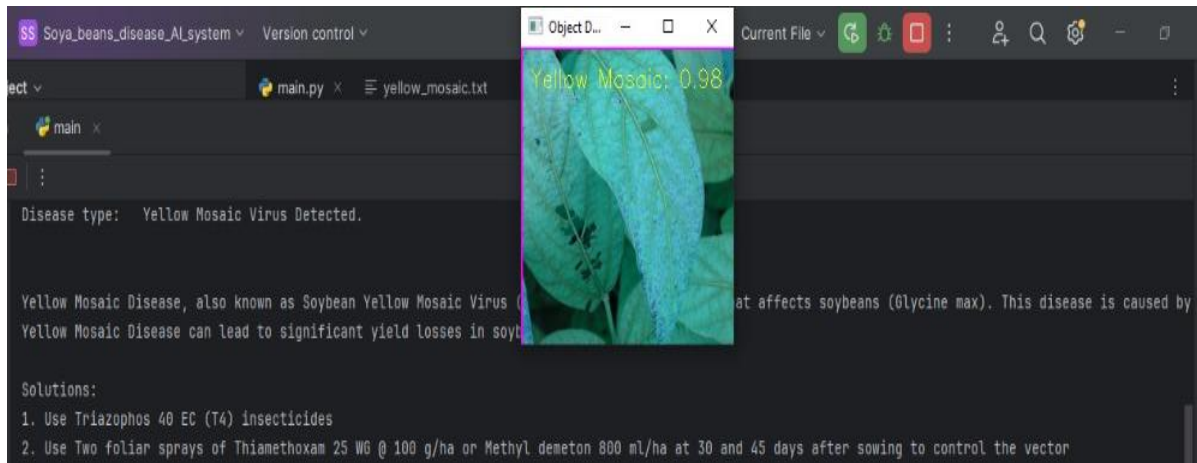 SS Soya_beans_disease_AI_system Version control
Object D...
Current File
ect
main.py
yellow_mosaic.txt
Yellow Mosaic: 0.98
main
Disease type: Yellow Mosaic Virus Detected.
Yellow Mosaic Disease, also known as Soybean Yellow Mosaic Virus ( at affects soybeans (Glycine max). This disease is caused by
Yellow Mosaic Disease can lead to significant yield losses in soyb
Solutions:
1. Use Triazophos 40 EC (T4) insecticides
2. Use Two foliar sprays of Thiamethoxam 25 WG @ 100 g/ha or Methyl demeton 800 ml/ha at 30 and 45 days after sowing to control the vector